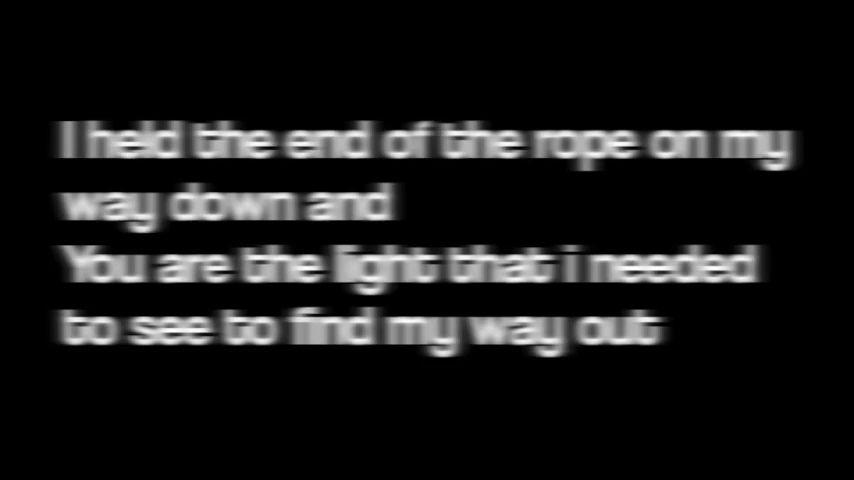 I held the end of the rope on my
way down and
You are the light that i needed
to see to find my way out